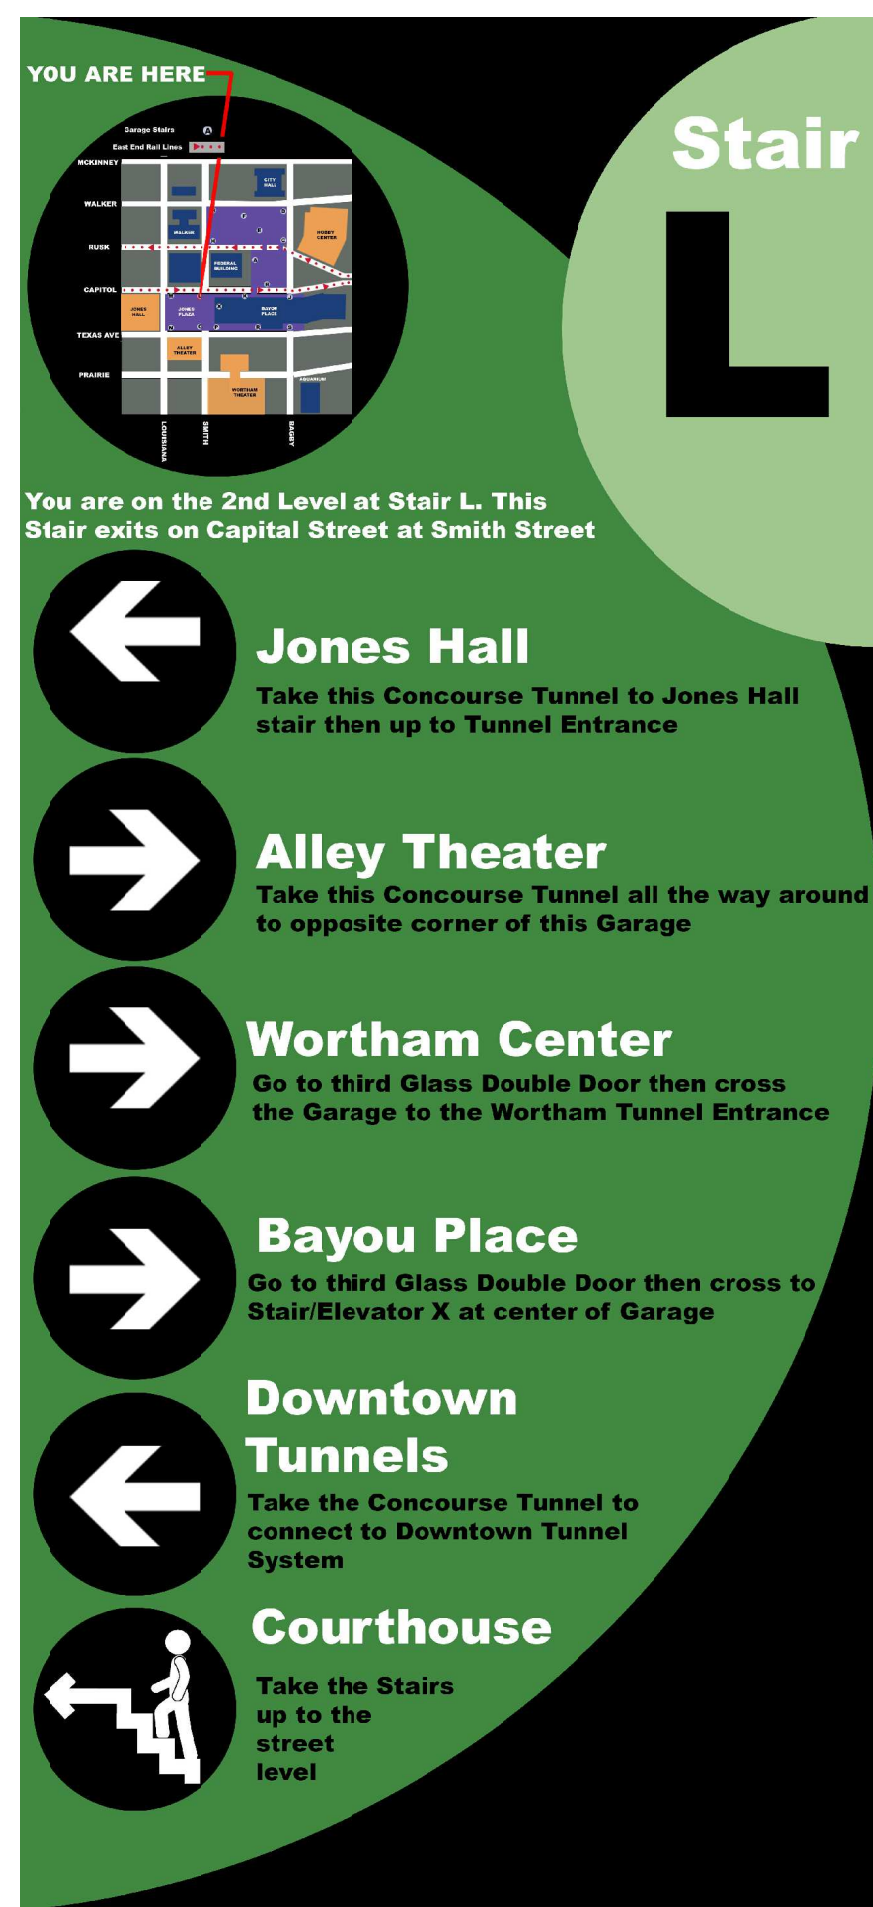 YOU ARE HERE
Stair
L
Garage Stairs A
East End Rail Lines
MCKINNEY
CITY
HALL
WALKER
WALKER
HOBBY
CENTER
RUSK
FEDERAL
BUILDING
CAPITOL
JONES
HALL
JONES
PLAZA
BAYOU
PLACE
TEXAS AVE
ALLEY
THEATER
PRAIRIE
AQUARIUM
WORTHAM
THEATER
LOUISIANA
SMITH
BAGBY
You are on the 2nd Level at Stair L. This
Stair exits on Capital Street at Smith Street
Jones Hall
Take this Concourse Tunnel to Jones Hall
stair then up to Tunnel Entrance
Alley Theater
Take this Concourse Tunnel all the way around
to opposite corner of this Garage
Wortham Center
Go to third Glass Double Door then cross
the Garage to the Wortham Tunnel Entrance
Bayou Place
Go to third Glass Double Door then cross to
Stair/Elevator X at center of Garage
Downtown
Tunnels
Take the Concourse Tunnel to
connect to Downtown Tunnel
System
Courthouse
Take the Stairs
up to the
street
level